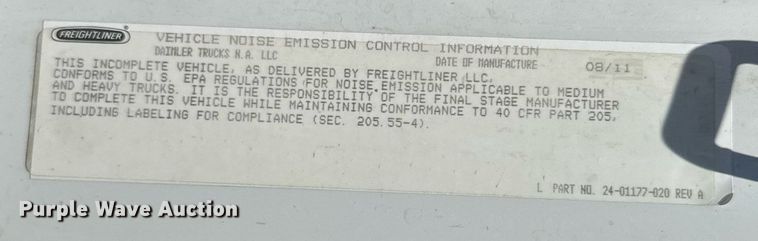 FREIGHTLINER
VEHICLE NOISE EMISSION CONTROL INFORMATION
DAIMLER TRUCKS N.A. LLC DATE OF MANUFACTURE 08/11
THIS INCOMPLETE VEHICLE, AS DELIVERED BY FREIGHTLINER LLC,
CONFORMS TO U.S. EPA REGULATIONS FOR NOISE EMISSION APPLICABLE TO MEDIUM
AND HEAVY TRUCKS. IT IS THE RESPONSIBILITY OF THE FINAL STAGE MANUFACTURER
TO COMPLETE THIS VEHICLE WHILE MAINTAINING CONFORMANCE TO 40 CFR PART 205,
INCLUDING LABELING FOR COMPLIANCE (SEC. 205.55-4).
L PART NO. 24-01177-020 REV A
Purple Wave Auction